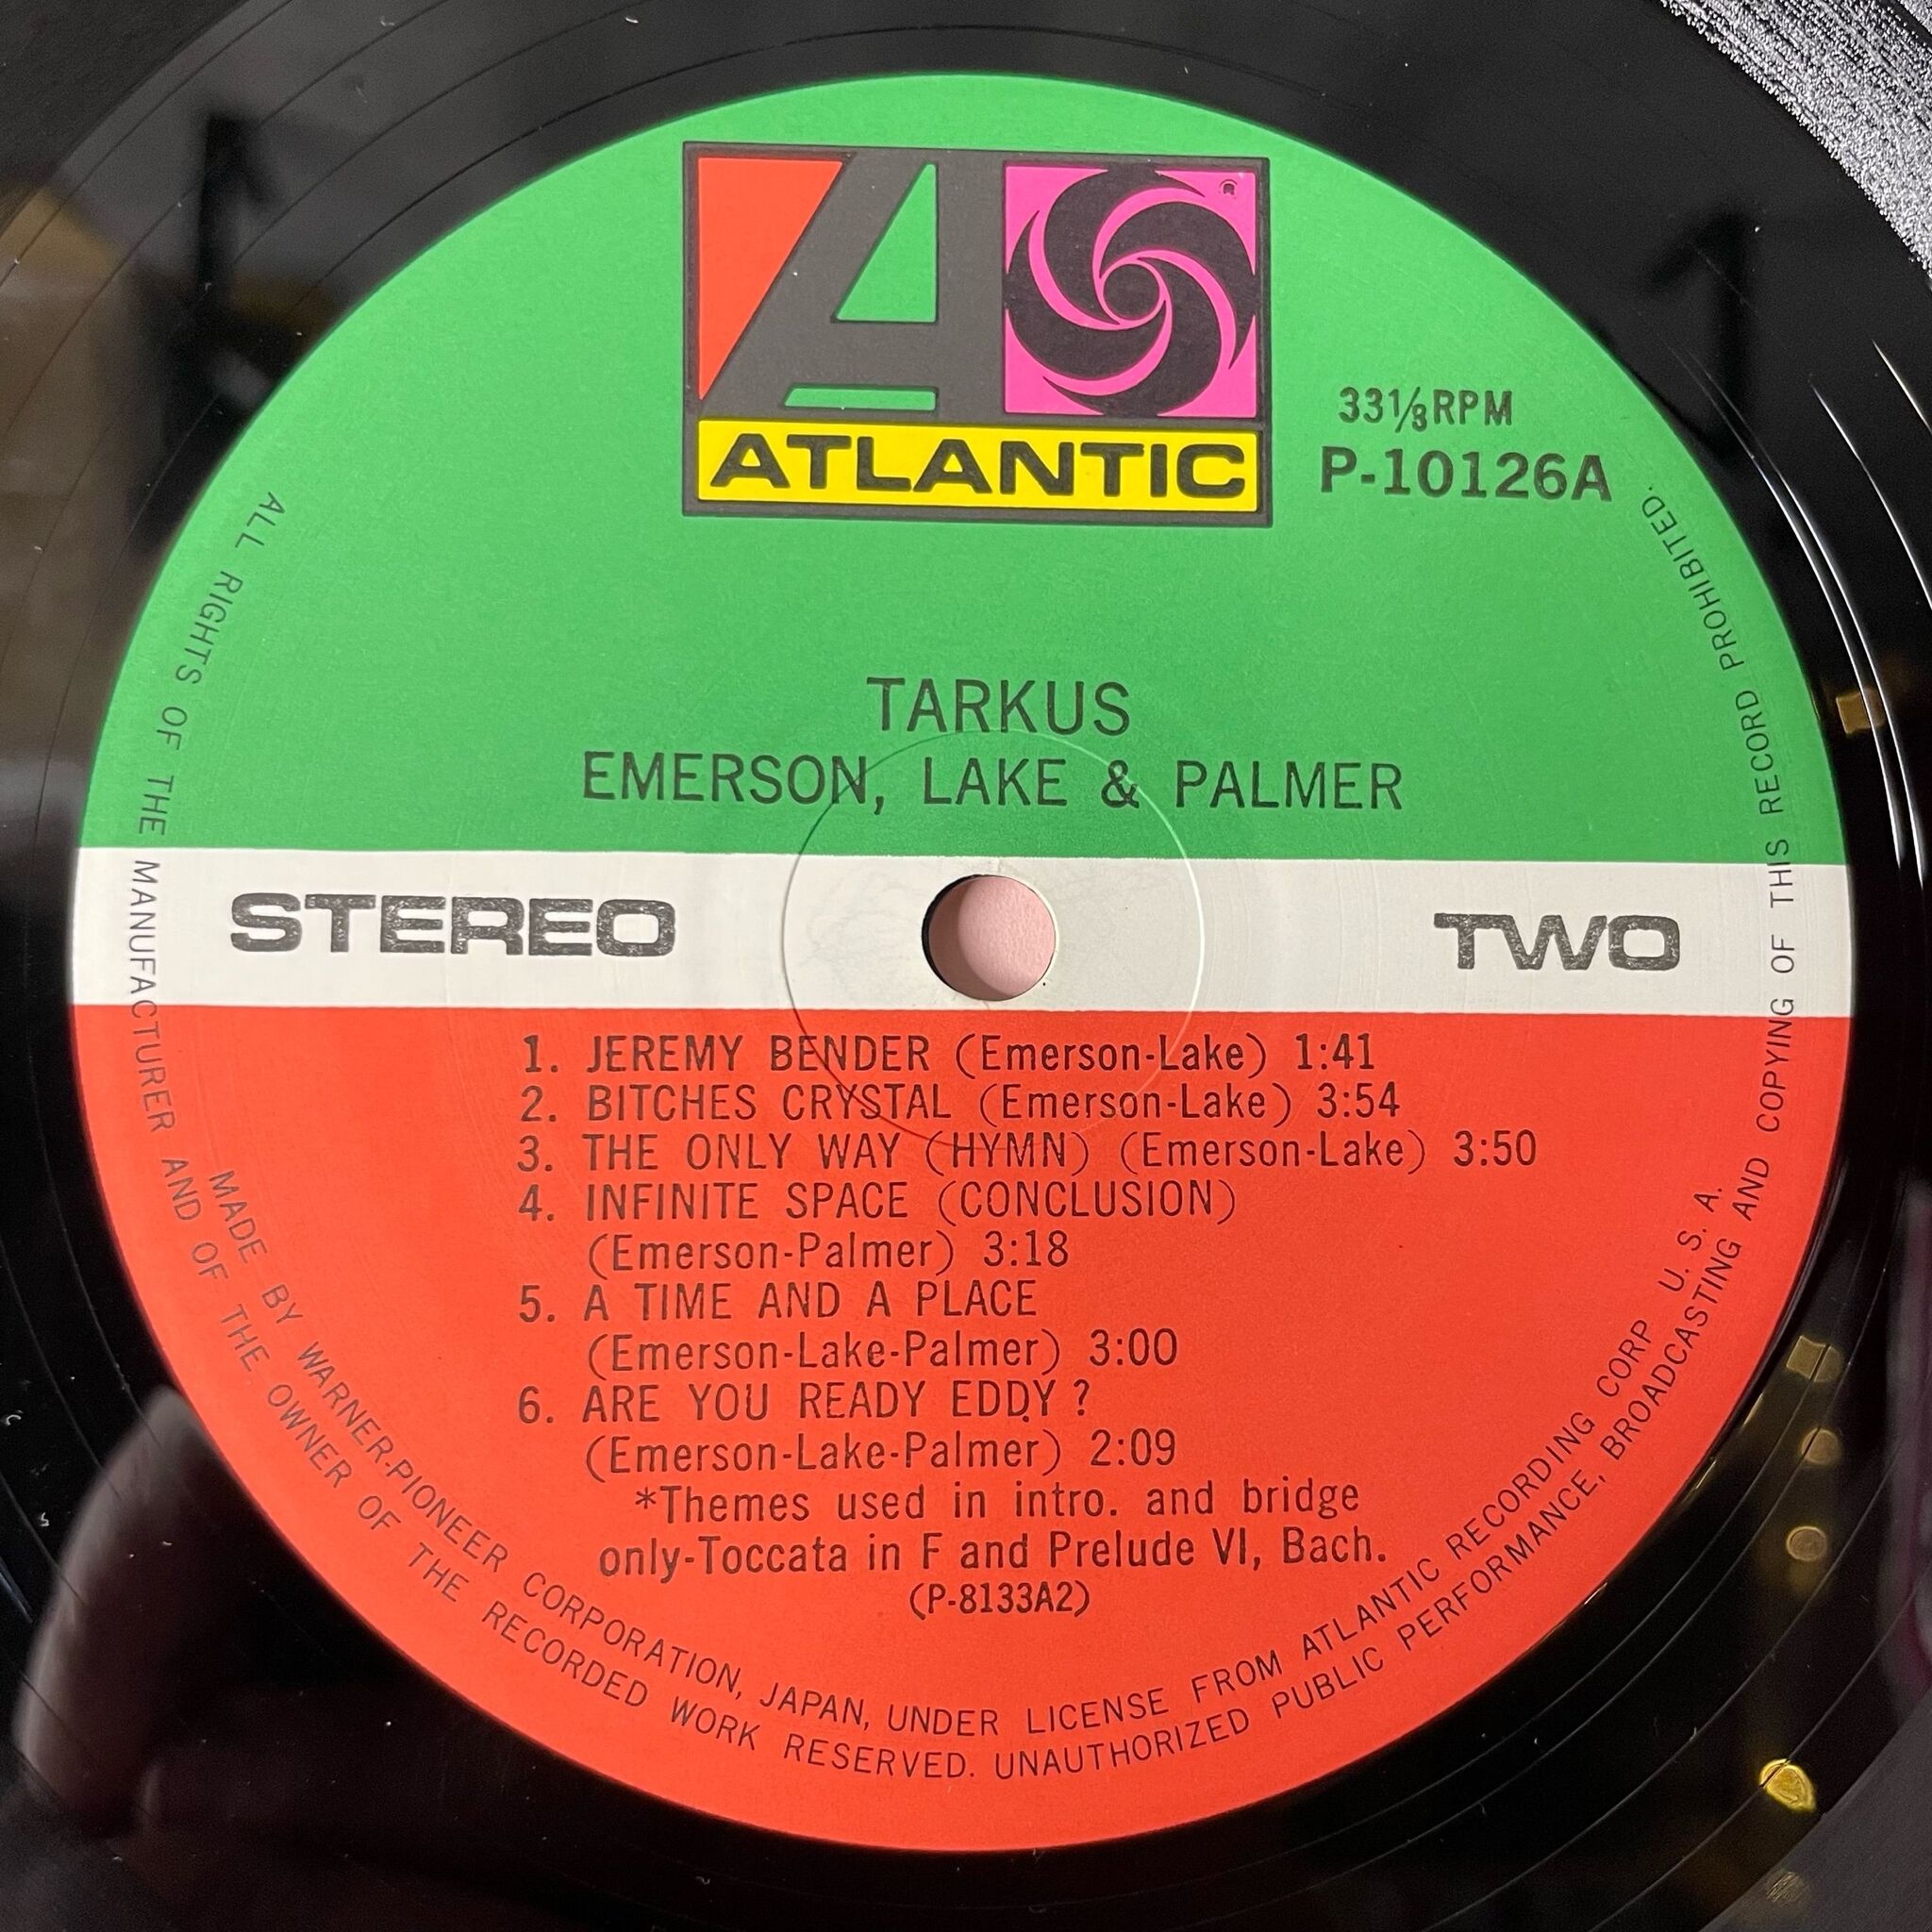 ATLANTIC
33⅓RPM
P-10126A
TARKUS
EMERSON, LAKE & PALMER
STEREO
TWO
1. JEREMY BENDER (Emerson-Lake) 1:41
2. BITCHES CRYSTAL (Emerson-Lake) 3:54
3. THE ONLY WAY (HYMN) (Emerson-Lake) 3:50
4. INFINITE SPACE (CONCLUSION)
(Emerson-Palmer) 3:18
5. A TIME AND A PLACE
(Emerson-Lake-Palmer) 3:00
6. ARE YOU READY EDDY?
(Emerson-Lake-Palmer) 2:09
*Themes used in intro. and bridge
only-Toccata in F and Prelude VI, Bach.
(P-8133A2)
MADE BY WARNER-PIONEER CORPORATION, JAPAN, UNDER LICENSE FROM ATLANTIC RECORDING CORP U. S. A.
ALL RIGHTS OF THE MANUFACTURER AND OF THE OWNER OF THE RECORDED WORK RESERVED. UNAUTHORIZED PUBLIC PERFORMANCE, BROADCASTING AND COPYING OF THIS RECORD PROHIBITED.